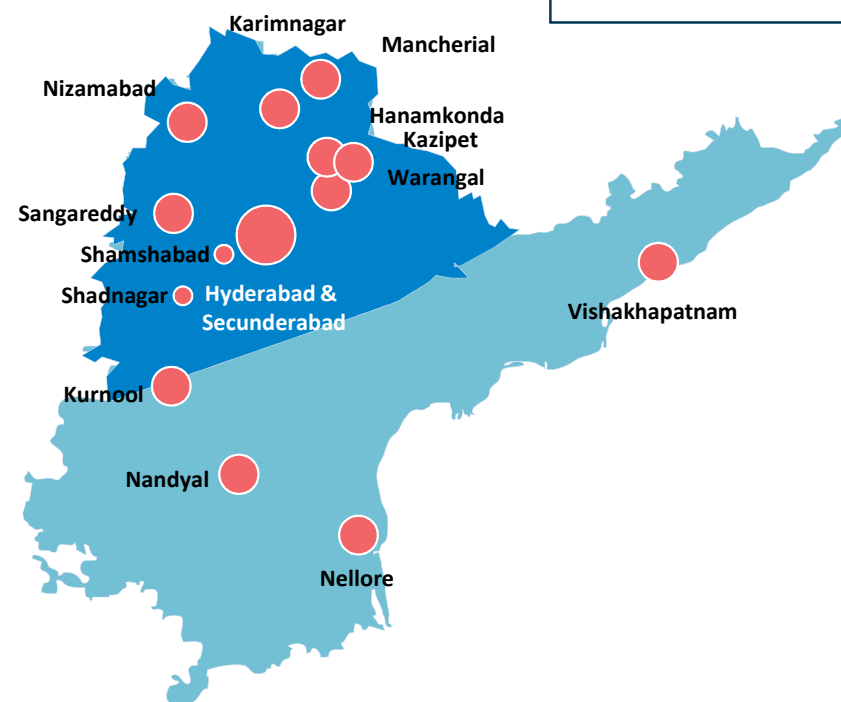 Karimnagar
Mancherial
Nizamabad
Hanamkonda
Kazipet
Warangal
Sangareddy
Shamshabad
Shadnagar
Hyderabad &
Secunderabad
Vishakhapatnam
Kurnool
Nandyal
Nellore